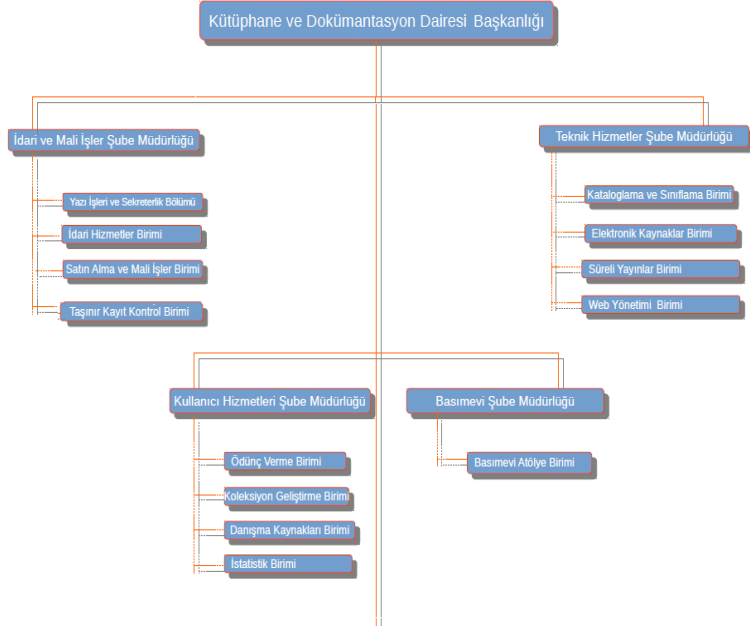 Kütüphane ve Dokümantasyon Dairesi Başkanlığı
İdari ve Mali İşler Şube Müdürlüğü
Yazı İşleri ve Sekreterlik Bölümü
İdari Hizmetler Birimi
Satın Alma ve Mali İşler Birimi
Taşınır Kayıt Kontrol Birimi
Teknik Hizmetler Şube Müdürlüğü
Kataloglama ve Sınıflama Birimi
Elektronik Kaynaklar Birimi
Süreli Yayınlar Birimi
Web Yönetimi Birimi
Kullanıcı Hizmetleri Şube Müdürlüğü
Ödünç Verme Birimi
Koleksiyon Geliştirme Birimi
Danışma Kaynakları Birimi
İstatistik Birimi
Basımevi Şube Müdürlüğü
Basımevi Atölye Birimi